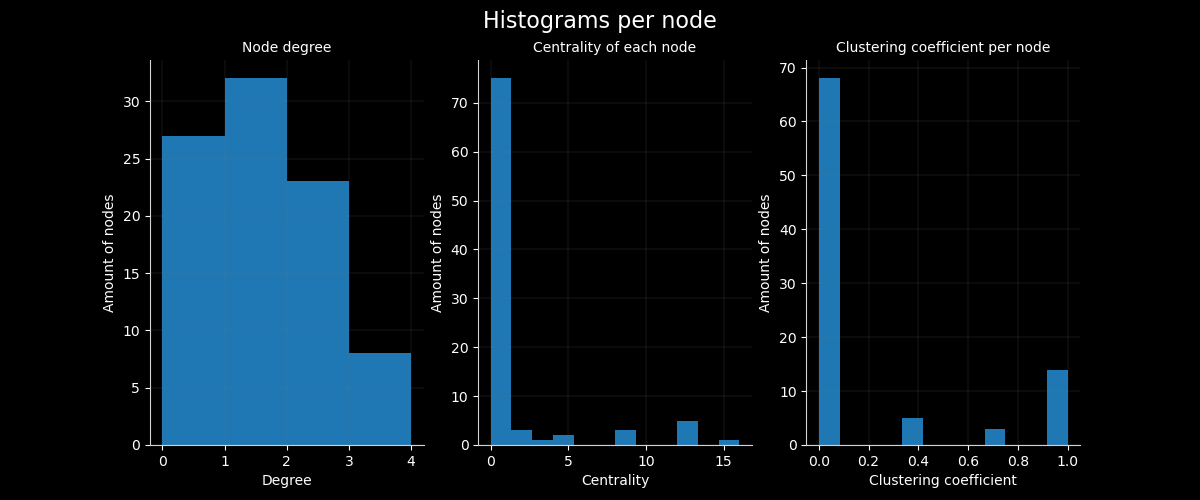 Histograms per node
Node degree
Amount of nodes
30
25
20
15
10
5
0
0 1 2 3 4
Degree
Centrality of each node
Amount of nodes
70
60
50
40
30
20
10
0
0 5 10 15
Centrality
Clustering coefficient per node
Amount of nodes
70
60
50
40
30
20
10
0
0.0 0.2 0.4 0.6 0.8 1.0
Clustering coefficient